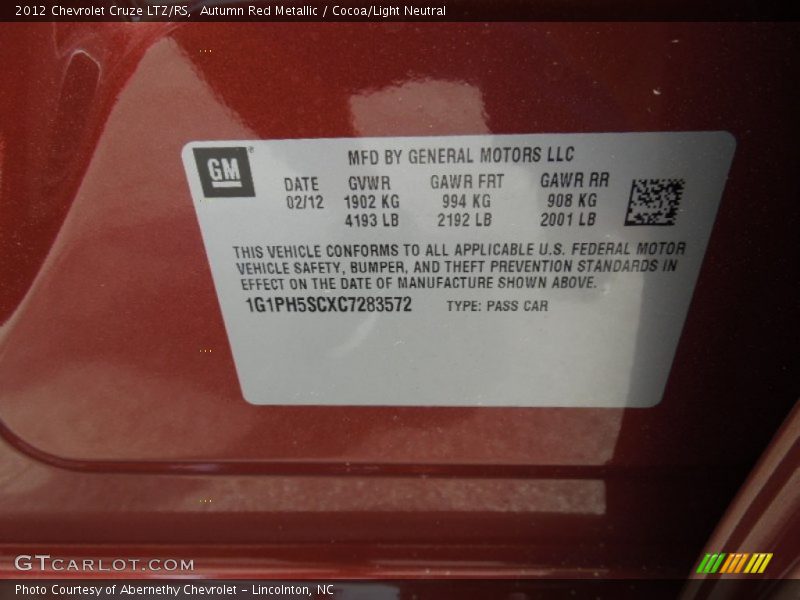 2012 Chevrolet Cruze LTZ/RS, Autumn Red Metallic / Cocoa/Light Neutral
GM
MFD BY GENERAL MOTORS LLC
DATE GVWR GAWR FRT GAWR RR
02/12 1902 KG 994 KG 908 KG
4193 LB 2192 LB 2001 LB
THIS VEHICLE CONFORMS TO ALL APPLICABLE U.S. FEDERAL MOTOR
VEHICLE SAFETY, BUMPER, AND THEFT PREVENTION STANDARDS IN
EFFECT ON THE DATE OF MANUFACTURE SHOWN ABOVE.
1G1PH5SCXC7283572 TYPE: PASS CAR
GTCARLOT.COM
Photo Courtesy of Abernethy Chevrolet – Lincolnton, NC